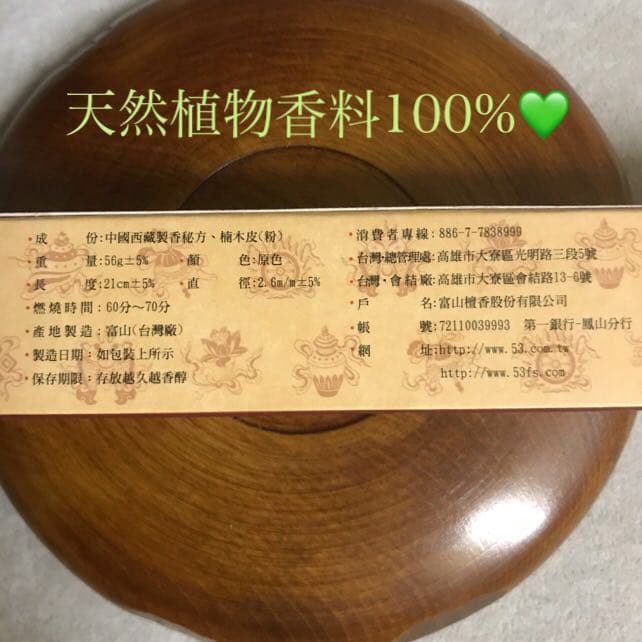 天然植物香料100%💚
•成 份:中國西藏製香秘方、楠木皮(粉)
•重 量:56g±5% •顏 色:原色
•長 度:21cm±5% •直 徑:2.6/m/m±5%
•燃燒時間:60分~70分
•產地製造:富山(台灣廠)
•製造日期:如包裝上所示
•保存期限:存放越久越香醇
•消費者專線:886-7-7838999
•台灣·總管理處:高雄市大寮區光明路三段5號
•台灣·會結廠:高雄市大寮區會結路13-6號
•戶 名:富山檀香股份有限公司
•帳 號:72110039993 第一銀行-鳳山分行
•網 址:http://www.53.com.tw
http://www.53fs.com